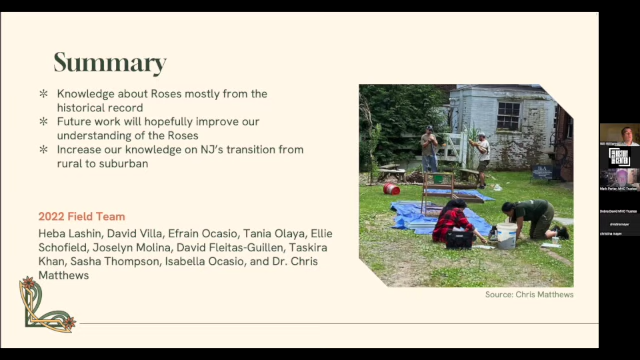 Summary
Knowledge about Roses mostly from the
historical record
Future work will hopefully improve our
understanding of the Roses
Increase our knowledge on NJ's transition from
rural to suburban
2022 Field Team
Heba Lashin, David Villa, Efrain Ocasio, Tania Olaya, Ellie
Schofield, Joselyn Molina, David Fleitas-Guillen, Taskira
Khan, Sasha Thompson, Isabella Ocasio, and Dr. Chris
Matthews
Source: Chris Matthews